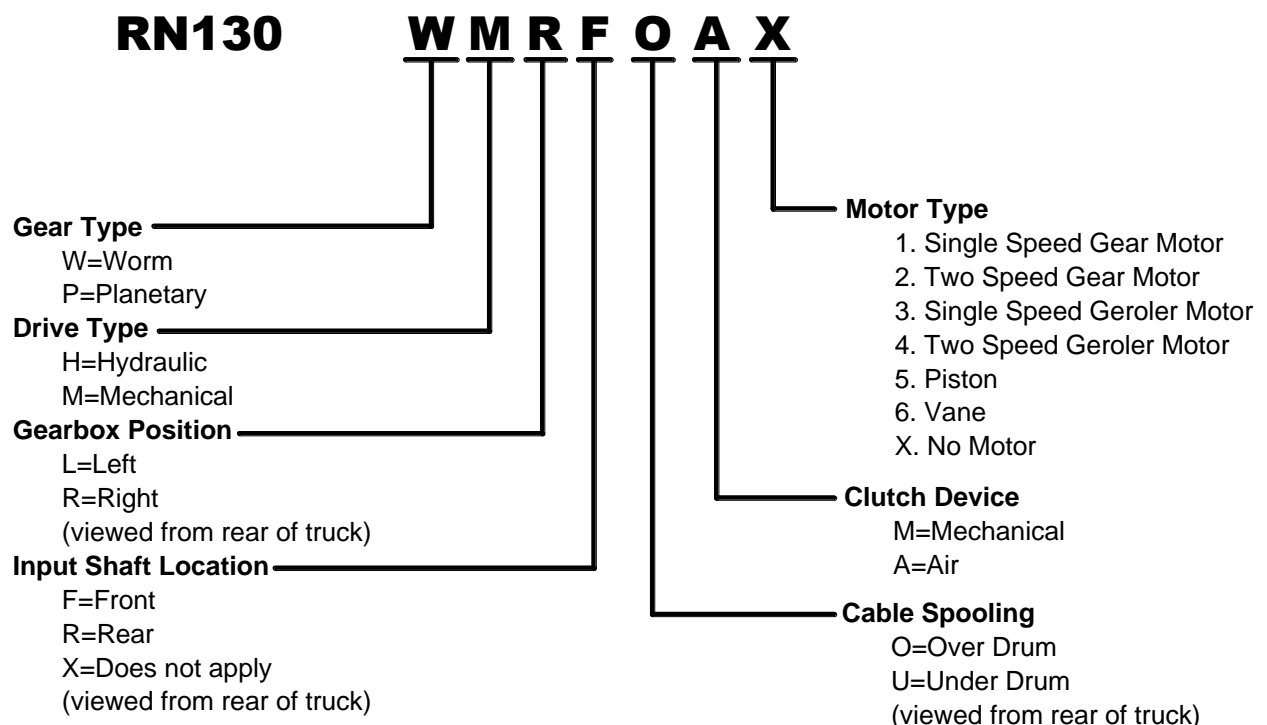 RN130 W M R F O A X
Gear Type
W=Worm
P=Planetary
Drive Type
H=Hydraulic
M=Mechanical
Gearbox Position
L=Left
R=Right
(viewed from rear of truck)
Input Shaft Location
F=Front
R=Rear
X=Does not apply
(viewed from rear of truck)
Motor Type
1. Single Speed Gear Motor
2. Two Speed Gear Motor
3. Single Speed Geroler Motor
4. Two Speed Geroler Motor
5. Piston
6. Vane
X. No Motor
Clutch Device
M=Mechanical
A=Air
Cable Spooling
O=Over Drum
U=Under Drum
(viewed from rear of truck)